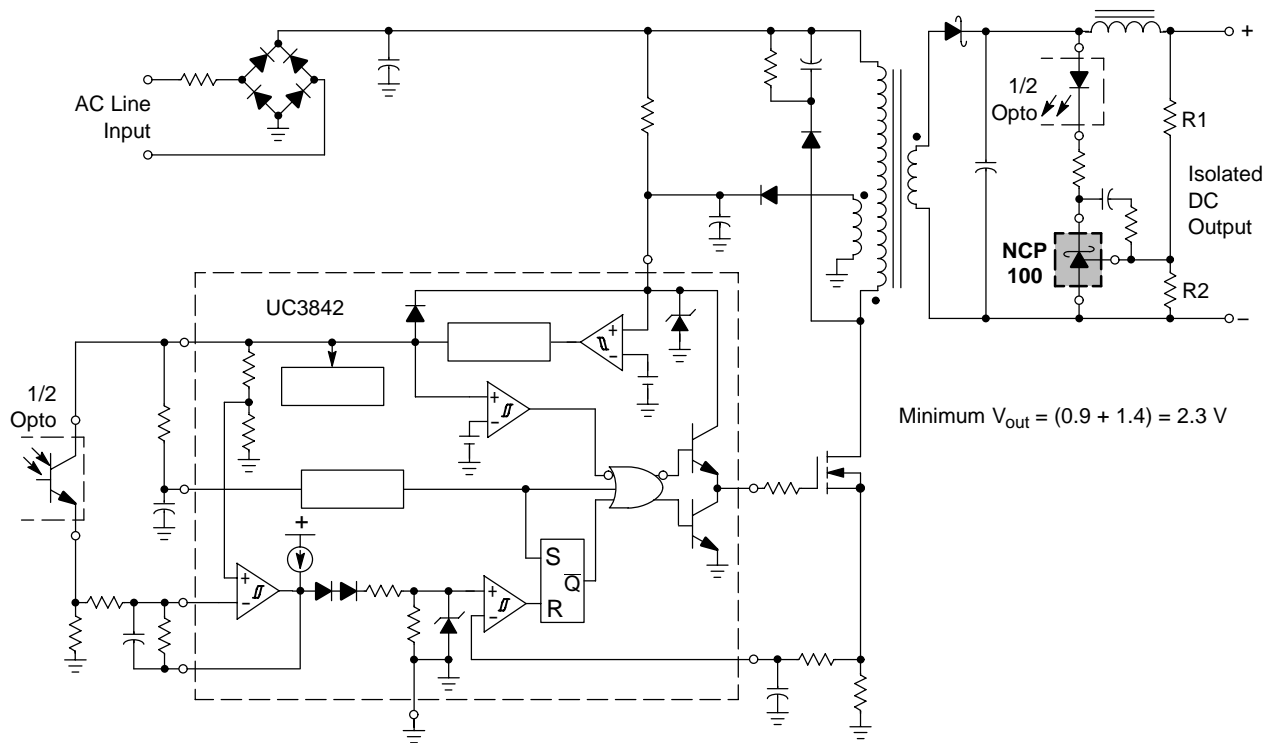 AC Line
Input
+
1/2
Opto
R1
Isolated
DC
Output
NCP
100
R2
–
UC3842
+
–
1/2
Opto
+
–
Minimum Vout = (0.9 + 1.4) = 2.3 V
+
S
Q
R
+
–
+
–